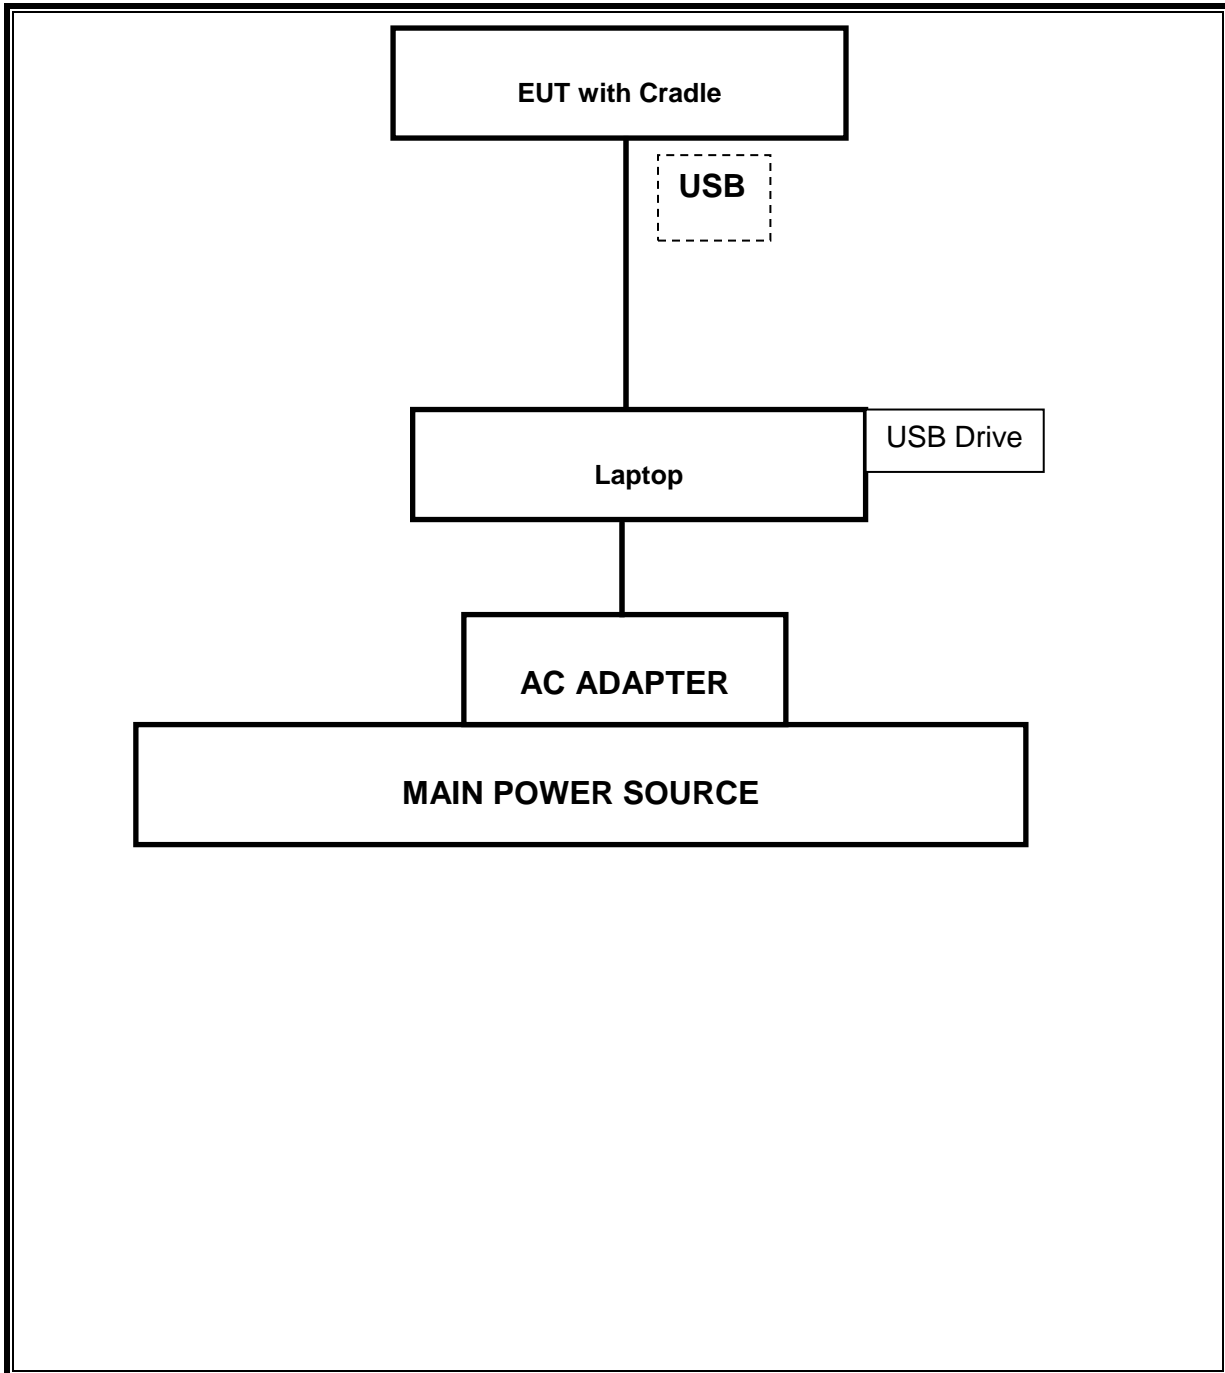 EUT with Cradle
USB
USB Drive
Laptop
AC ADAPTER
MAIN POWER SOURCE